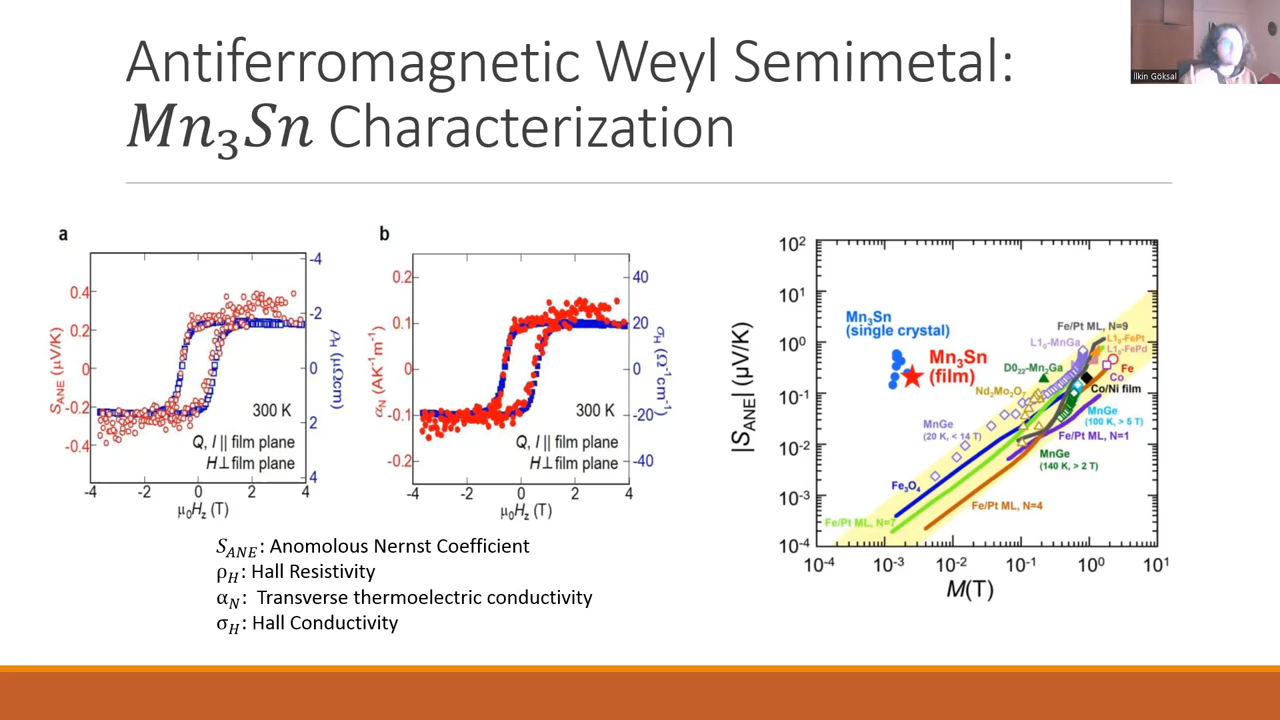 Antiferromagnetic Weyl Semimetal:
Mn₃Sn Characterization
İlkin Göksal
a
S_ANE (μV/K)
0.4
0.2
0
-0.2
-0.4
-4
-2
0
2
4
ρ_H (μΩcm)
300 K
Q, I || film plane
H⊥film plane
-4
-2
0
2
4
μ₀H_z (T)
b
α_N (AK⁻¹m⁻¹)
0.2
0.1
0
-0.1
-0.2
40
20
0
-20
-40
σ_H (Ω⁻¹cm⁻¹)
300 K
Q, I || film plane
H⊥film plane
-4
-2
0
2
4
μ₀H_z (T)
|S_ANE| (μV/K)
10²
10¹
10⁰
10⁻¹
10⁻²
10⁻³
10⁻⁴
Mn₃Sn
(single crystal)
Mn₃Sn
(film)
Fe/Pt ML, N=9
L1₀-MnGa
L1₀-FePt
L1₀-FePd
D0₂₂-Mn₂Ga
Fe
Co
Nd₂Mo₂O₇
Co/Ni film
MnGe
(100 K, > 5 T)
MnGe
(20 K, < 14 T)
Fe/Pt ML, N=1
MnGe
(140 K, > 2 T)
Fe₃O₄
Fe/Pt ML, N=4
Fe/Pt ML, N=7
10⁻⁴
10⁻³
10⁻²
10⁻¹
10⁰
10¹
M(T)
S_ANE: Anomolous Nernst Coefficient
ρ_H: Hall Resistivity
α_N: Transverse thermoelectric conductivity
σ_H: Hall Conductivity